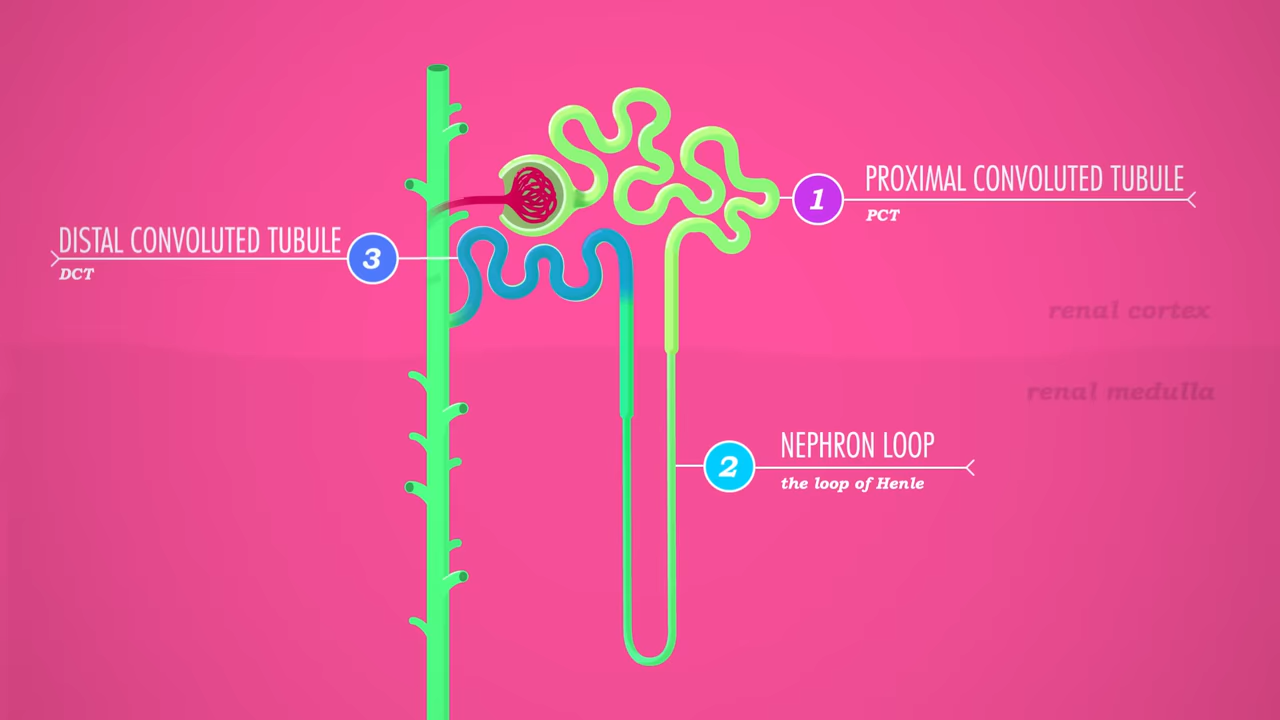 1
PROXIMAL CONVOLUTED TUBULE
PCT
DISTAL CONVOLUTED TUBULE
3
DCT
renal cortex
renal medulla
2
NEPHRON LOOP
the loop of Henle